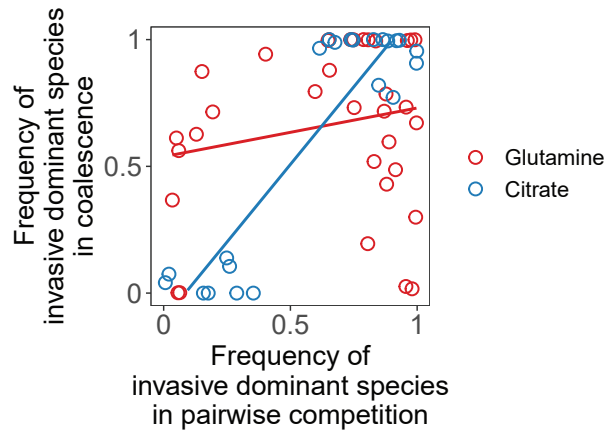 Frequency of
invasive dominant species
in coalescence
1
0.5
0
0
0.5
1
Frequency of
invasive dominant species
in pairwise competition
Glutamine
Citrate